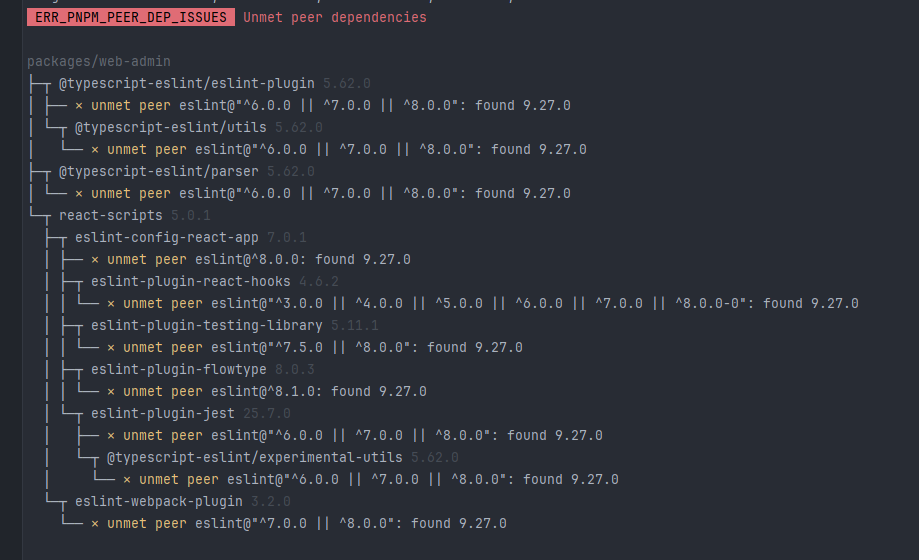 ERR_PNPM_PEER_DEP_ISSUES Unmet peer dependencies
packages/web-admin
├─┬ @typescript-eslint/eslint-plugin 5.62.0
│ ├── ✕ unmet peer eslint@"^6.0.0 || ^7.0.0 || ^8.0.0": found 9.27.0
│ └─┬ @typescript-eslint/utils 5.62.0
│   └── ✕ unmet peer eslint@"^6.0.0 || ^7.0.0 || ^8.0.0": found 9.27.0
├─┬ @typescript-eslint/parser 5.62.0
│ └── ✕ unmet peer eslint@"^6.0.0 || ^7.0.0 || ^8.0.0": found 9.27.0
└─┬ react-scripts 5.0.1
  ├─┬ eslint-config-react-app 7.0.1
  │ ├── ✕ unmet peer eslint@^8.0.0: found 9.27.0
  │ ├─┬ eslint-plugin-react-hooks 4.6.2
  │ │ └── ✕ unmet peer eslint@"^3.0.0 || ^4.0.0 || ^5.0.0 || ^6.0.0 || ^7.0.0 || ^8.0.0-0": found 9.27.0
  │ ├─┬ eslint-plugin-testing-library 5.11.1
  │ │ └── ✕ unmet peer eslint@"^7.5.0 || ^8.0.0": found 9.27.0
  │ ├─┬ eslint-plugin-flowtype 8.0.3
  │ │ └── ✕ unmet peer eslint@^8.1.0: found 9.27.0
  │ └─┬ eslint-plugin-jest 25.7.0
  │   ├── ✕ unmet peer eslint@"^6.0.0 || ^7.0.0 || ^8.0.0": found 9.27.0
  │   └─┬ @typescript-eslint/experimental-utils 5.62.0
  │     └── ✕ unmet peer eslint@"^6.0.0 || ^7.0.0 || ^8.0.0": found 9.27.0
  └─┬ eslint-webpack-plugin 3.2.0
    └── ✕ unmet peer eslint@"^7.0.0 || ^8.0.0": found 9.27.0